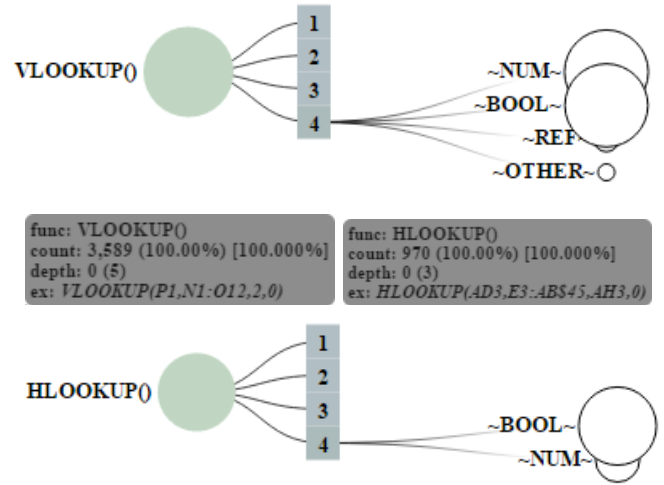 1
2
VLOOKUP()
3
4
~NUM~
~BOOL~
~REF~
~OTHER~
func: VLOOKUP()
count: 3,589 (100.00%) [100.000%]
depth: 0 (5)
ex: VLOOKUP(P1,N1:O12,2,0)
func: HLOOKUP()
count: 970 (100.00%) [100.000%]
depth: 0 (3)
ex: HLOOKUP(AD3,E3:AB$45,AH3,0)
1
2
HLOOKUP()
3
4
~BOOL~
~NUM~